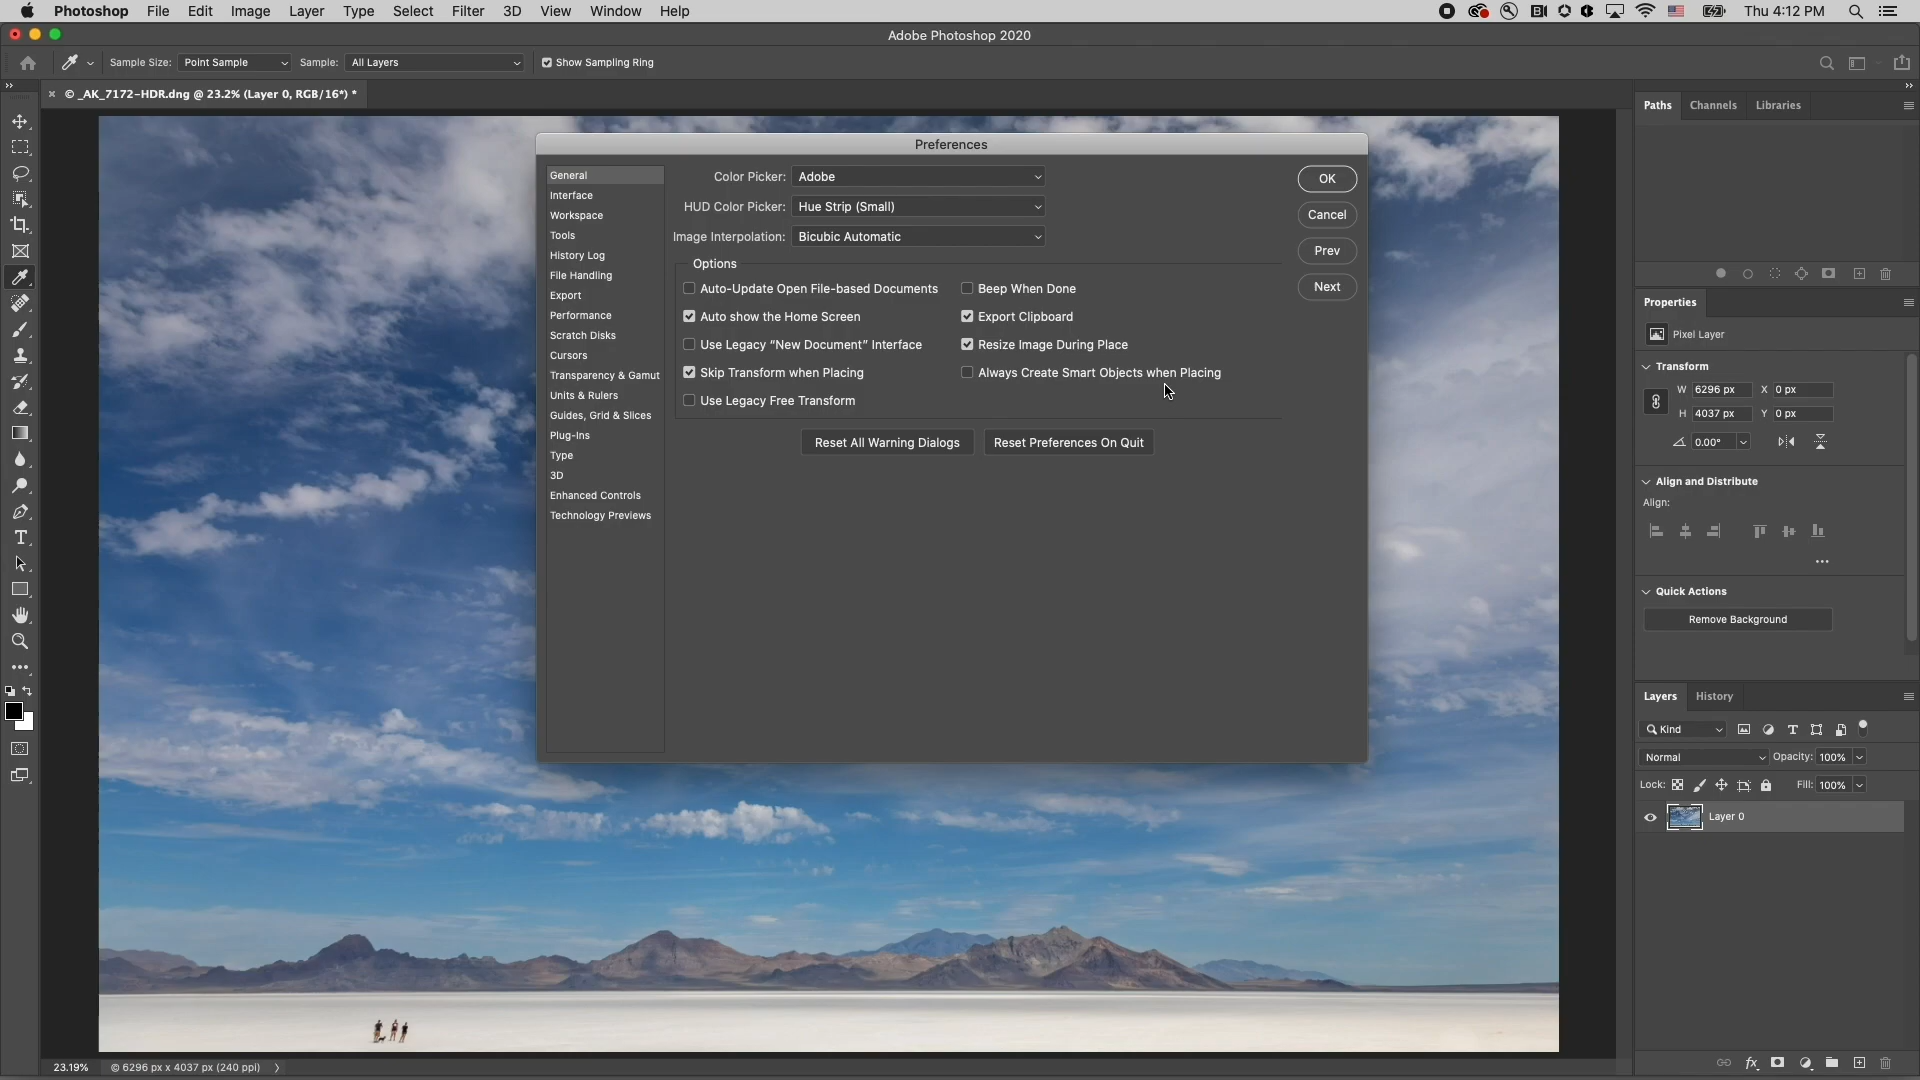 Photoshop File Edit Image Layer Type Select Filter 3D View Window Help Thu 4:12 PM
Adobe Photoshop 2020
Sample Size: Point Sample Sample: All Layers Show Sampling Ring
© _AK_7172-HDR.dng @ 23.2% (Layer 0, RGB/16*) *
Paths Channels Libraries
Preferences
General
Interface
Workspace
Tools
History Log
File Handling
Export
Performance
Scratch Disks
Cursors
Transparency & Gamut
Units & Rulers
Guides, Grid & Slices
Plug-Ins
Type
3D
Enhanced Controls
Technology Previews
Color Picker: Adobe
HUD Color Picker: Hue Strip (Small)
Image Interpolation: Bicubic Automatic
Options
Auto-Update Open File-based Documents
Beep When Done
Auto show the Home Screen
Export Clipboard
Use Legacy “New Document” Interface
Resize Image During Place
Skip Transform when Placing
Always Create Smart Objects when Placing
Use Legacy Free Transform
Reset All Warning Dialogs
Reset Preferences On Quit
OK
Cancel
Prev
Next
Properties
Pixel Layer
Transform
W 6296 px X 0 px
H 4037 px Y 0 px
0.00°
Align and Distribute
Align:
Quick Actions
Remove Background
Layers History
Kind
Normal Opacity: 100%
Lock: Fill: 100%
Layer 0
23.19% © 6296 px x 4037 px (240 ppi)